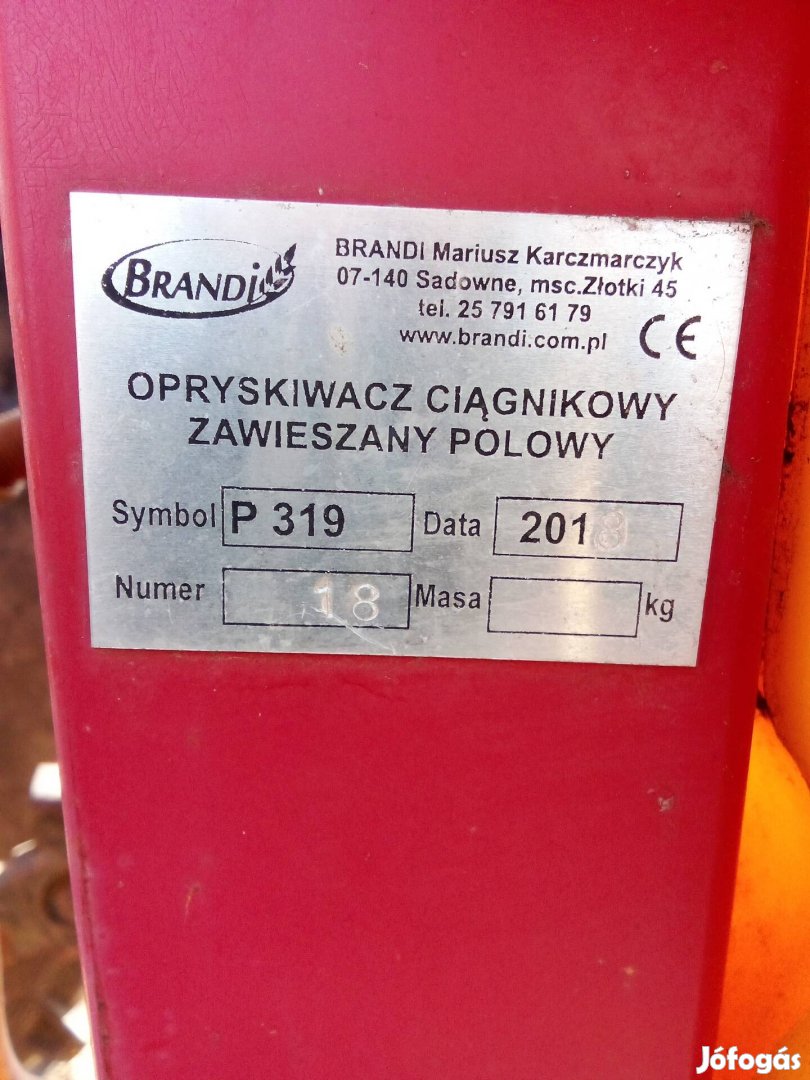 BRANDi
BRANDI Mariusz Karczmarczyk
07-140 Sadowne, msc.Złotki 45
tel. 25 791 61 79
www.brandi.com.pl
CE
OPRYSKIWACZ CIĄGNIKOWY
ZAWIESZANY POLOWY
Symbol P 319 Data 2018
Numer 18 Masa kg
Jófogás